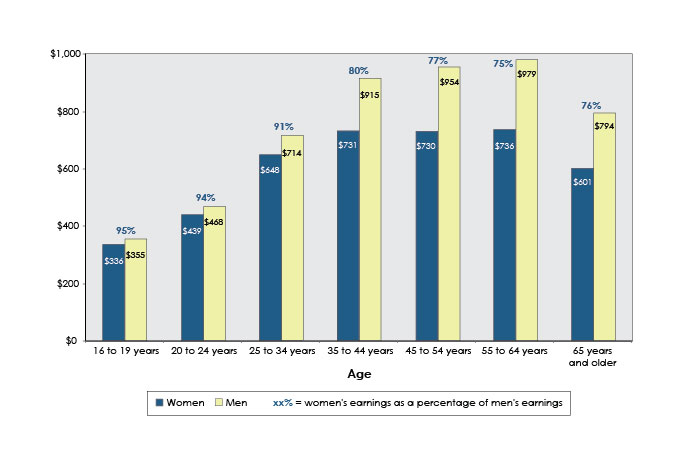 $1,000
$800
$600
$400
$200
$0
95%
$336
$355
94%
$439
$468
91%
$648
$714
80%
$731
$915
77%
$730
$954
75%
$736
$979
76%
$601
$794
16 to 19 years
20 to 24 years
25 to 34 years
35 to 44 years
45 to 54 years
55 to 64 years
65 years
and older
Age
Women Men xx% = women's earnings as a percentage of men's earnings